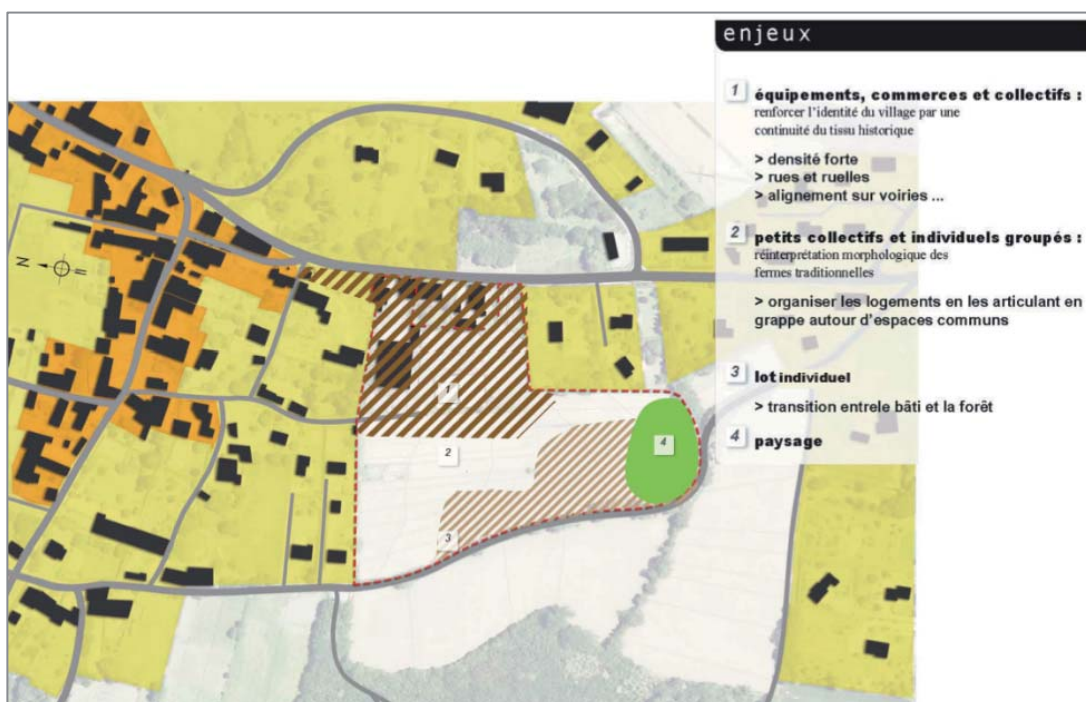 enjeux
1 équipements, commerces et collectifs :
renforcer l'identité du village par une
continuité du tissu historique
> densité forte
> rues et ruelles
> alignement sur voiries ...
2 petits collectifs et individuels groupés :
réinterprétation morphologique des
fermes traditionnelles
> organiser les logements en les articulant en
grappe autour d'espaces communs
3 lot individuel
> transition entrele bâti et la forêt
4 paysage
N
1
2
3
4